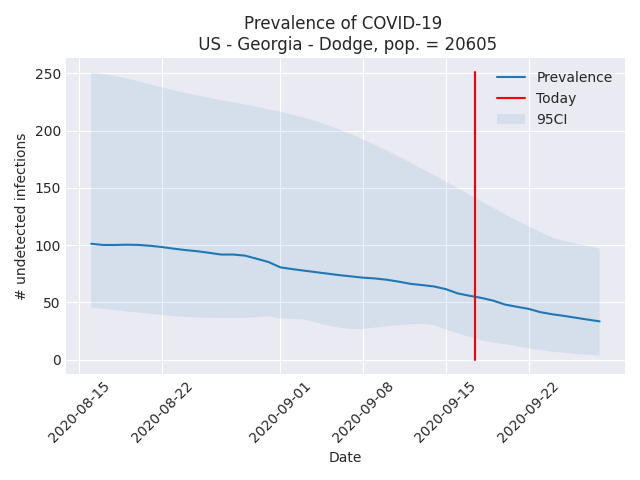 Prevalence of COVID-19
US - Georgia - Dodge, pop. = 20605
Prevalence
Today
95CI
# undetected infections
250
200
150
100
50
0
2020-08-15
2020-08-22
2020-09-01
2020-09-08
2020-09-15
2020-09-22
Date